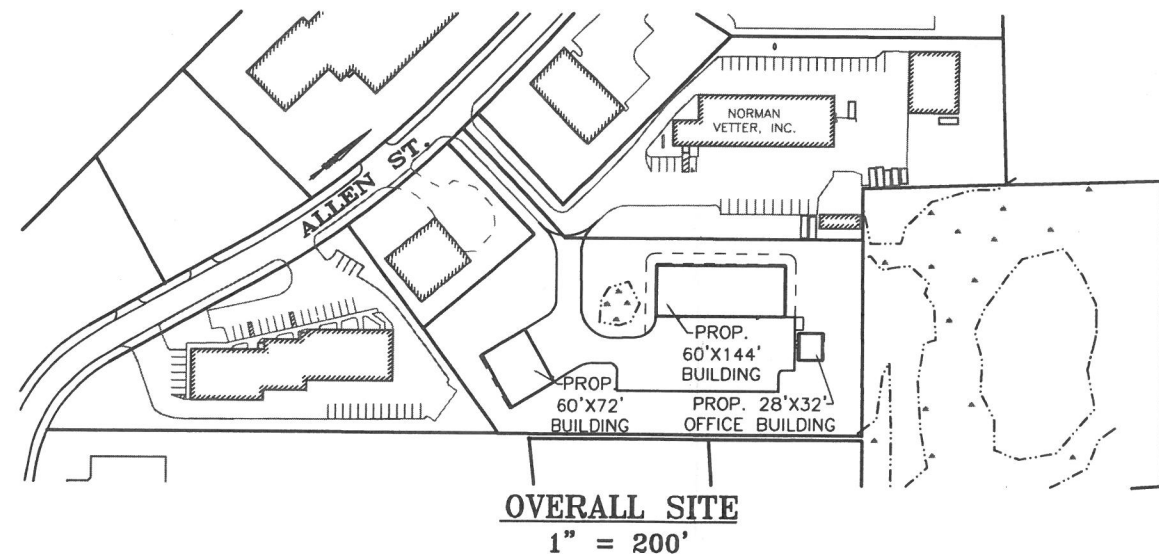 NORMAN
VETTER, INC.
ALLEN ST.
PROP.
60'X144'
BUILDING
PROP.
60'X72'
BUILDING
PROP. 28'X32'
OFFICE BUILDING
OVERALL SITE
1" = 200'